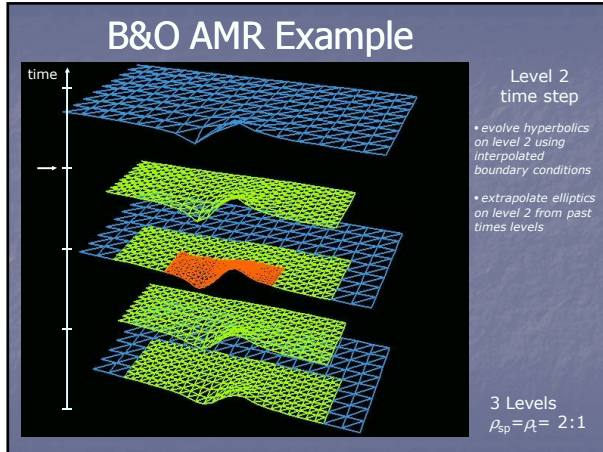 B&O AMR Example
time
Level 2
time step
• evolve hyperbolics
on level 2 using
interpolated
boundary conditions
• extrapolate elliptics
on level 2 from past
times levels
3 Levels
ρsp=ρt= 2:1